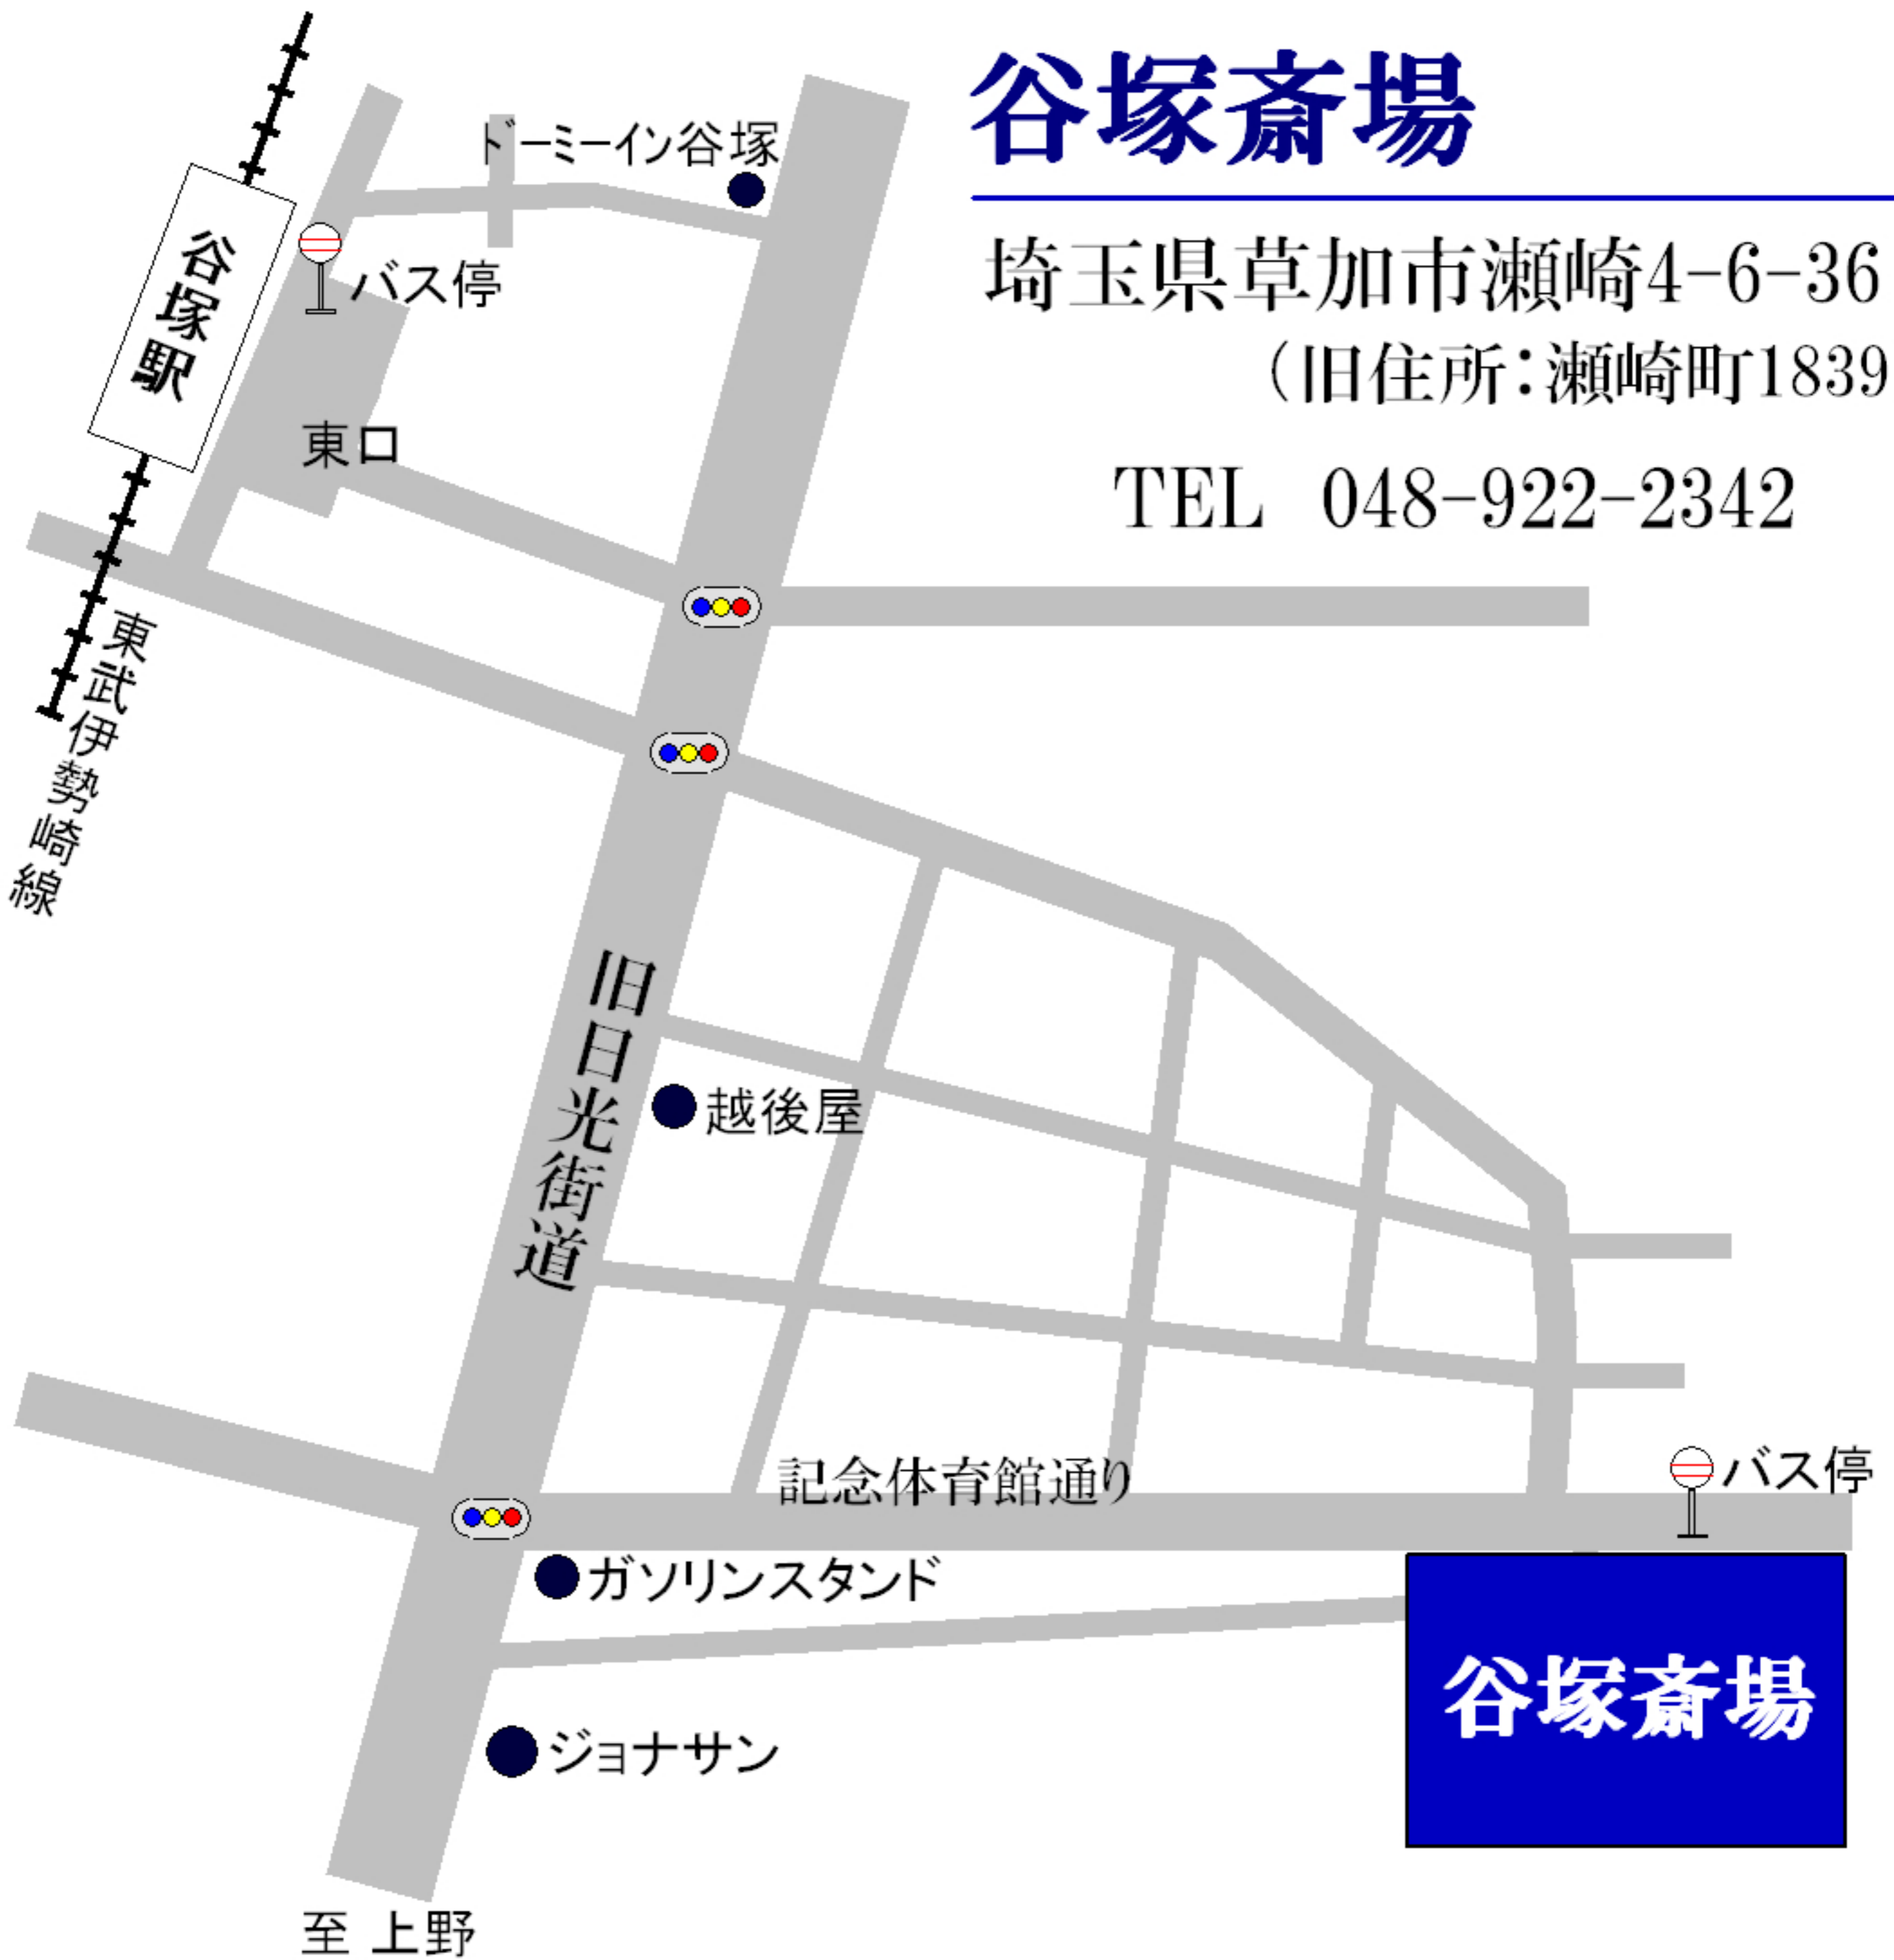 谷塚斎場
ドーミーイン谷塚
埼玉県草加市瀬崎4-6-36
谷塚駅
バス停
(旧住所:瀬崎町1839
東口
TEL 048-922-2342
東武伊勢崎線
旧日光街道
越後屋
記念体育館通り
バス停
ガソリンスタンド
谷塚斎場
ジョナサン
至 上野